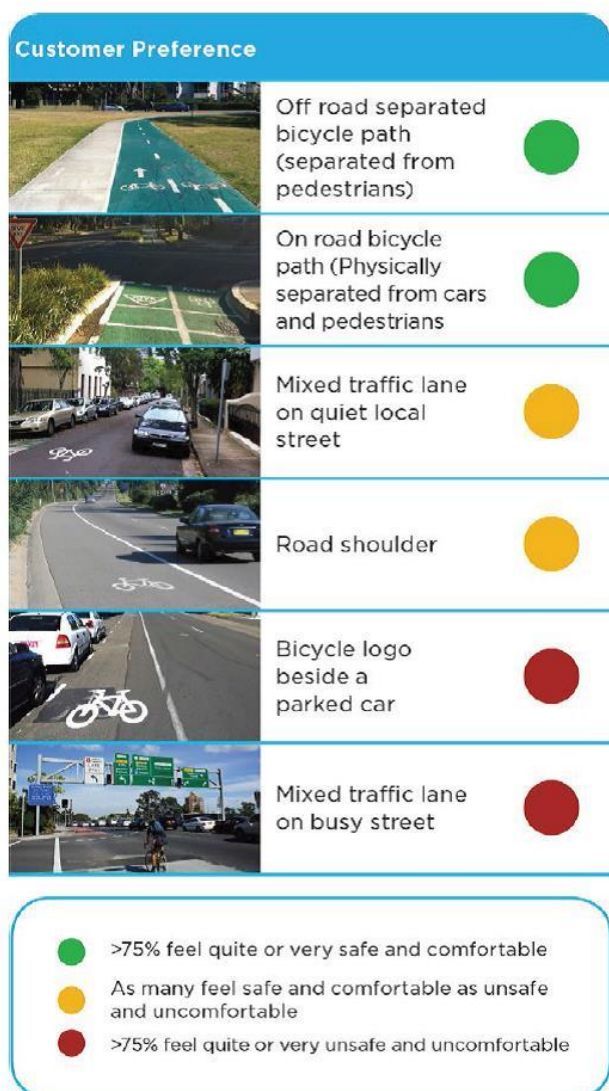 Customer Preference
Off road separated
bicycle path
(separated from
pedestrians)
On road bicycle
path (Physically
separated from cars
and pedestrians
Mixed traffic lane
on quiet local
street
Road shoulder
Bicycle logo
beside a
parked car
Mixed traffic lane
on busy street
>75% feel quite or very safe and comfortable
As many feel safe and comfortable as unsafe
and uncomfortable
>75% feel quite or very unsafe and uncomfortable